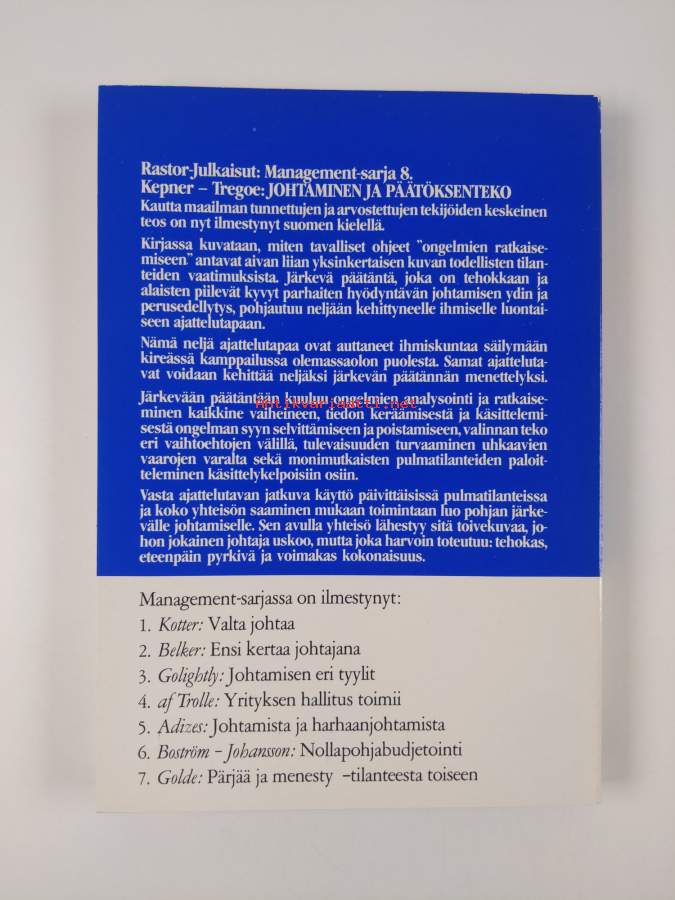 Rastor-Julkaisut: Management-sarja 8.
Kepner – Tregoe: JOHTAMINEN JA PÄÄTÖKSENTEKO
Kautta maailman tunnettujen ja arvostettujen tekijöiden keskeinen
teos on nyt ilmestynyt suomen kielellä.
Kirjassa kuvataan, miten tavalliset ohjeet "ongelmien ratkaise-
miseen" antavat aivan liian yksinkertaisen kuvan todellisten tilan-
teiden vaatimuksista. Järkevä päätäntä, joka on tehokkaan ja
alaisten piilevät kyvyt parhaiten hyödyntävän johtamisen ydin ja
perusedellytys, pohjautuu neljään kehittyneelle ihmiselle luontai-
seen ajattelutapaan.
Nämä neljä ajattelutapaa ovat auttaneet ihmiskuntaa säilymään
kireässä kamppailussa olemassaolon puolesta. Samat ajatteluta-
vat voidaan kehittää neljäksi järkevän päätännän menettelyksi.
Järkevään päätäntään kuuluu ongelmien analysointi ja ratkaise-
Antikvariaatti.net
minen kaikkine vaiheineen, tiedon keräämisestä ja käsittelemi-
sestä ongelman syyn selvittämiseen ja poistamiseen, valinnan teko
eri vaihtoehtojen välillä, tulevaisuuden turvaaminen uhkaavien
vaarojen varalta sekä monimutkaisten pulmatilanteiden paloit-
teleminen käsittelykelpoisiin osiin.
Vasta ajattelutavan jatkuva käyttö päivittäisissä pulmatilanteissa
ja koko yhteisön saaminen mukaan toimintaan luo pohjan järke-
välle johtamiselle. Sen avulla yhteisö lähestyy sitä toivekuvaa, jo-
hon jokainen johtaja uskoo, mutta joka harvoin toteutuu: tehokas,
eteenpäin pyrkivä ja voimakas kokonaisuus.
Management-sarjassa on ilmestynyt:
1. Kotter: Valta johtaa
2. Belker: Ensi kertaa johtajana
3. Golightly: Johtamisen eri tyylit
4. af Trolle: Yrityksen hallitus toimii
5. Adizes: Johtamista ja harhaanjohtamista
6. Boström – Johansson: Nollapohjabudjetointi
7. Golde: Pärjää ja menesty –tilanteesta toiseen